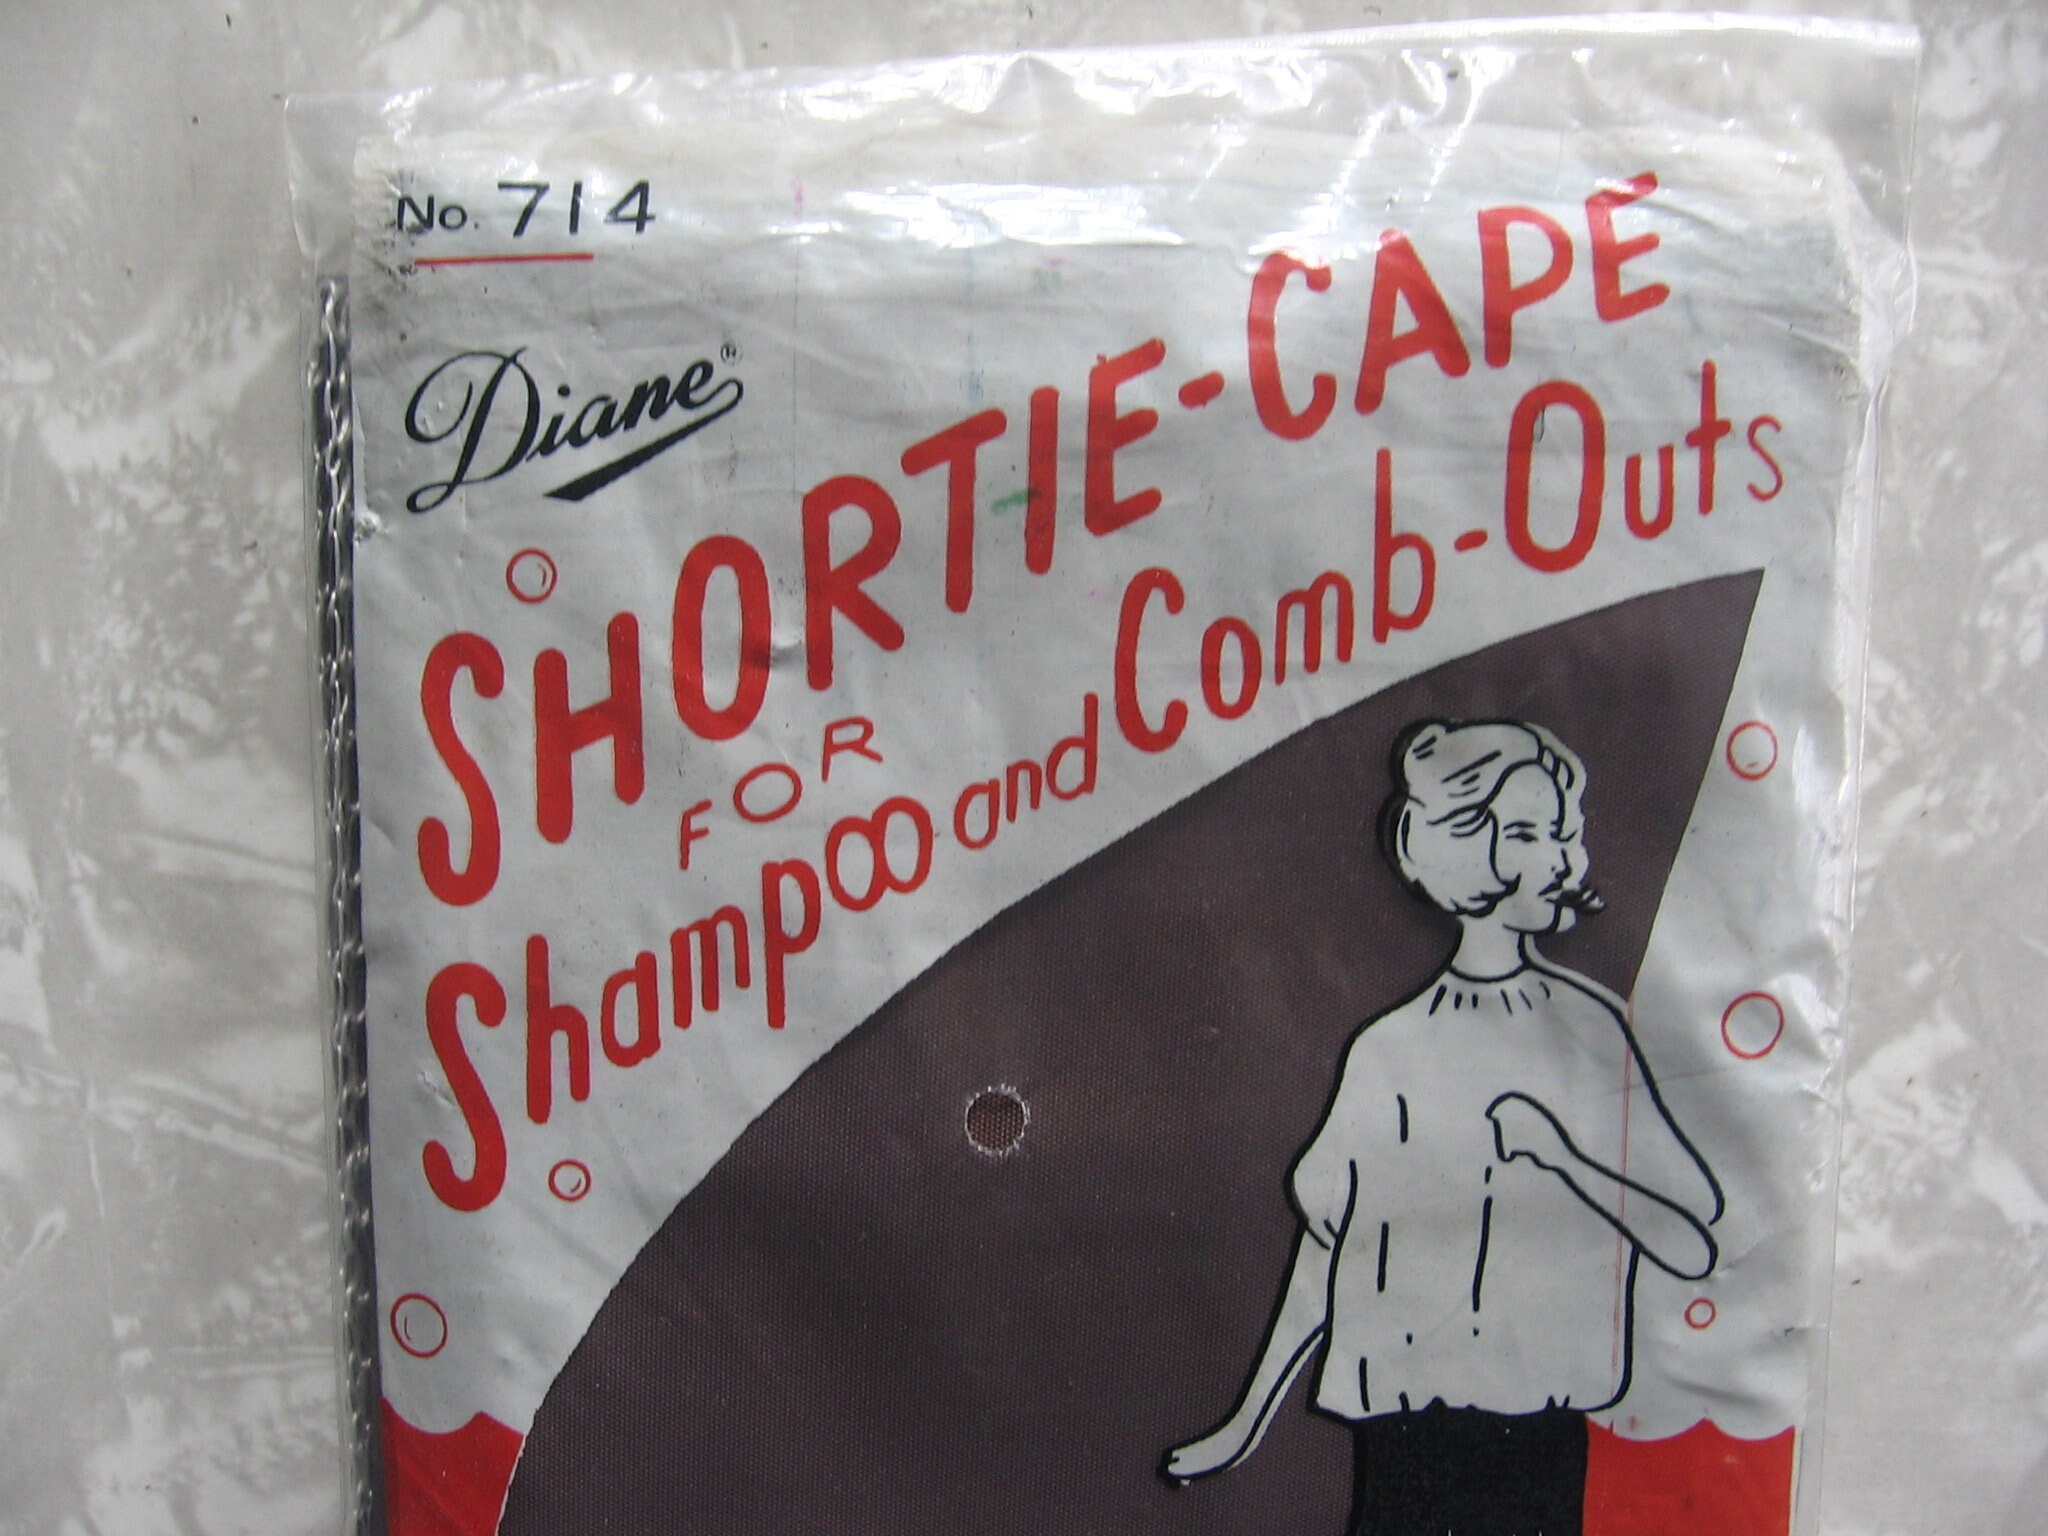 No. 714
Diane®
SHORTIE-CAPE
FOR
Shampoo and Comb-Outs